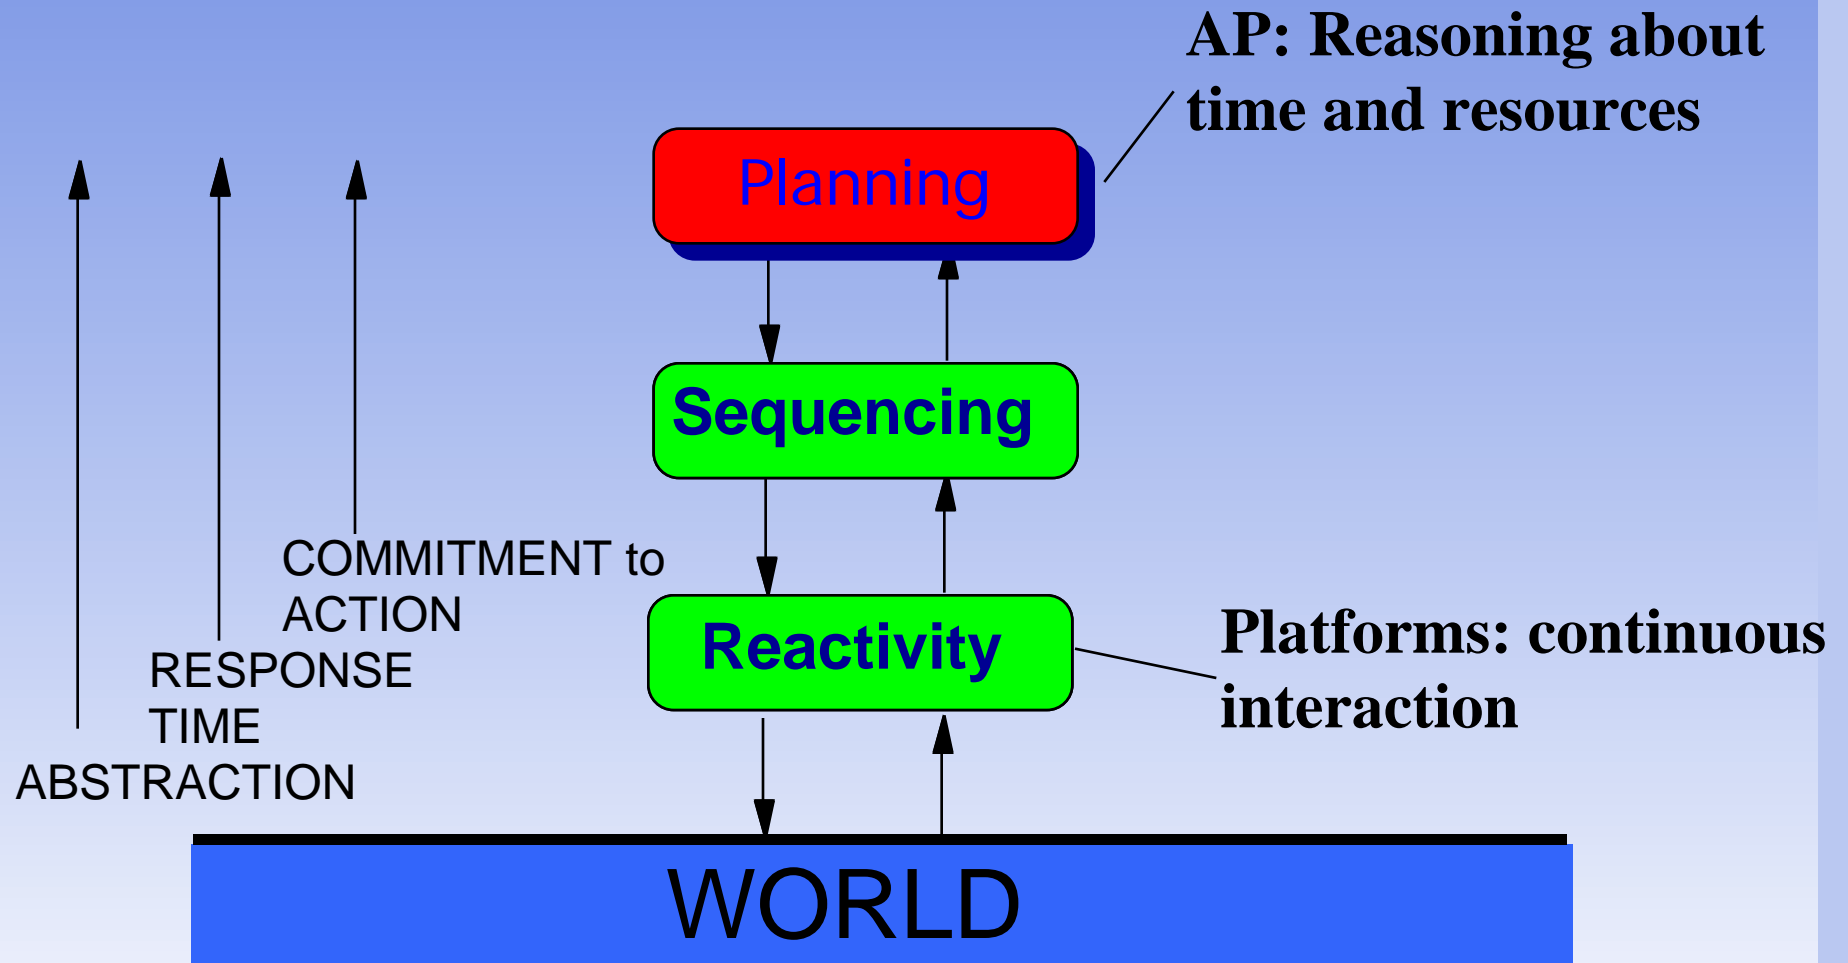 AP: Reasoning about
time and resources
Planning
Sequencing
COMMITMENT to
ACTION
Reactivity
Platforms: continuous
interaction
RESPONSE
TIME
ABSTRACTION
WORLD